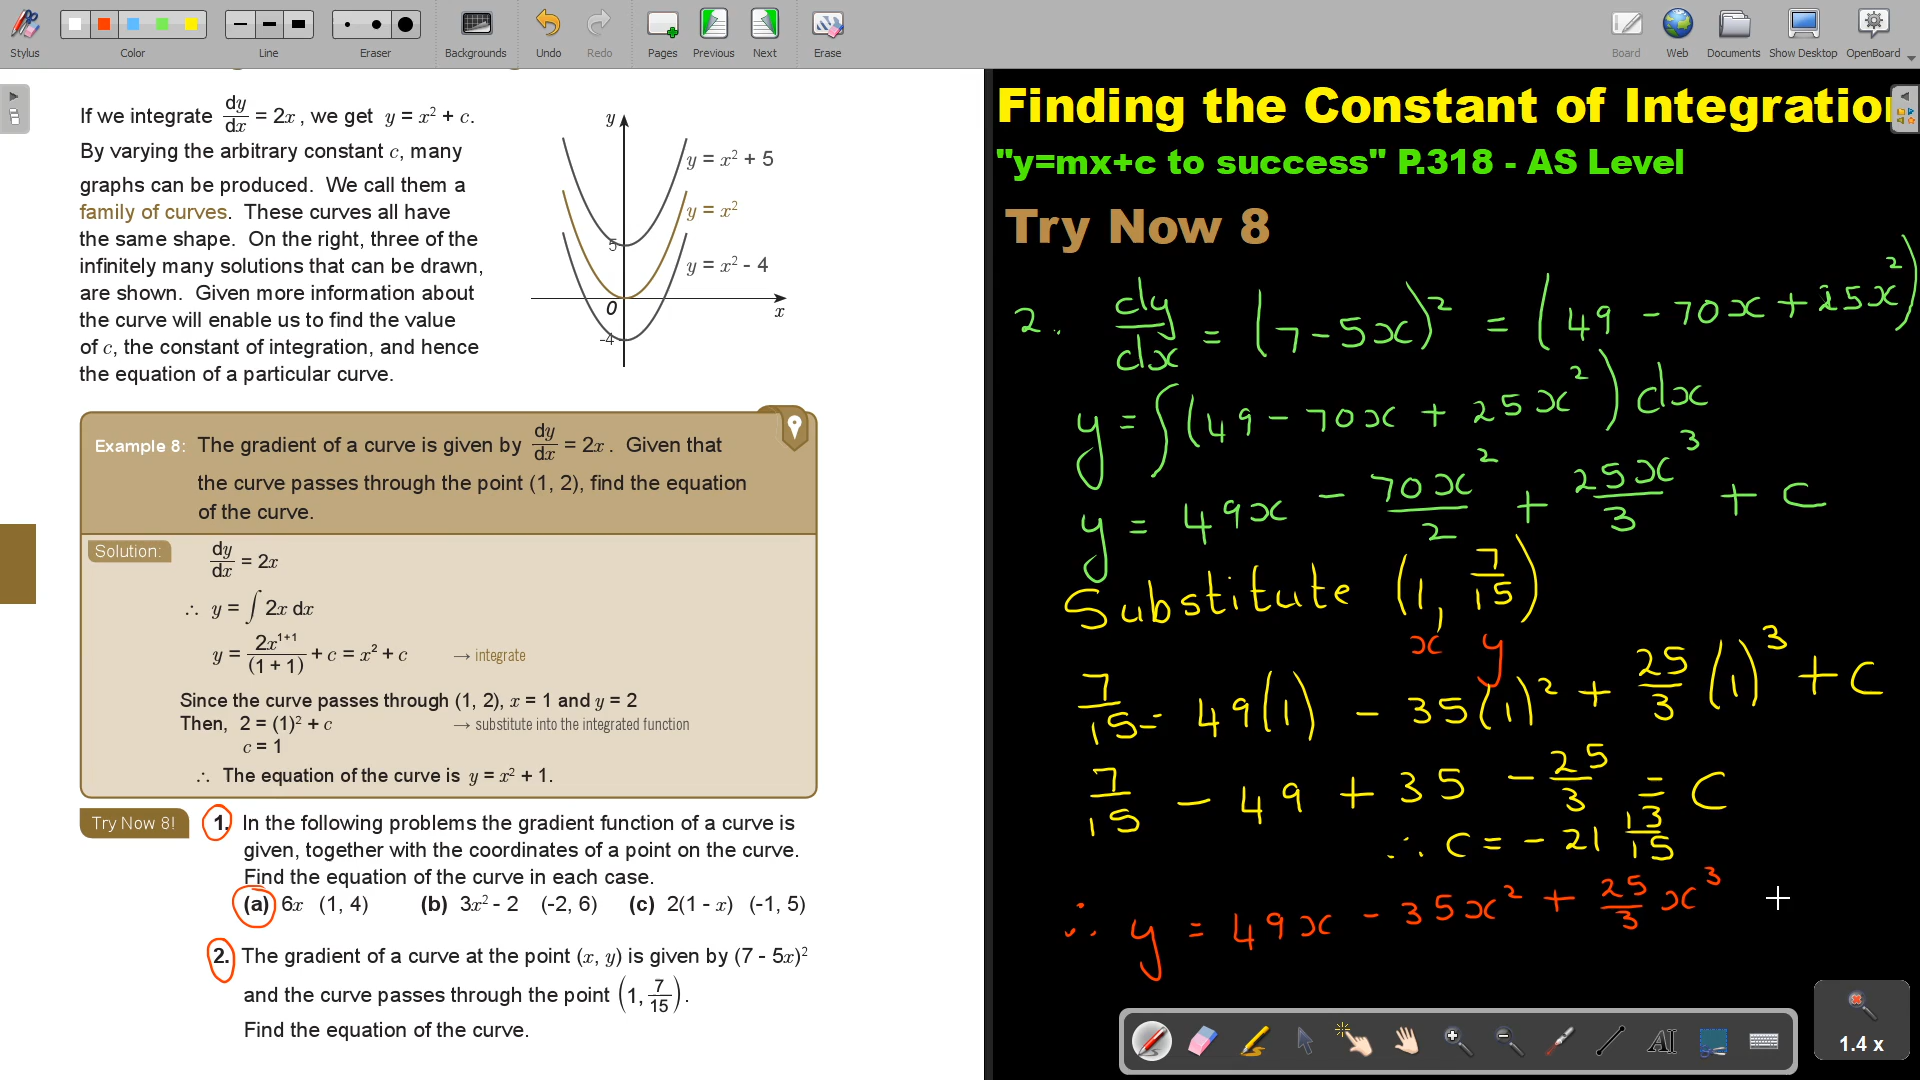 Stylus Color Line Eraser Backgrounds Undo Redo Pages Previous Next Erase Board Web Documents Show Desktop OpenBoard
If we integrate dy/dx = 2x, we get y = x² + c.
By varying the arbitrary constant c, many
graphs can be produced. We call them a
family of curves. These curves all have
the same shape. On the right, three of the
infinitely many solutions that can be drawn,
are shown. Given more information about
the curve will enable us to find the value
of c, the constant of integration, and hence
the equation of a particular curve.
y
y = x² + 5
y = x²
5
y = x² - 4
0
x
-4
Example 8: The gradient of a curve is given by dy/dx = 2x. Given that
the curve passes through the point (1, 2), find the equation
of the curve.
Solution:
dy/dx = 2x
∴ y = ∫ 2x dx
y = 2x¹⁺¹/(1 + 1) + c = x² + c → integrate
Since the curve passes through (1, 2), x = 1 and y = 2
Then, 2 = (1)² + c → substitute into the integrated function
c = 1
∴ The equation of the curve is y = x² + 1.
Try Now 8! 1. In the following problems the gradient function of a curve is
given, together with the coordinates of a point on the curve.
Find the equation of the curve in each case.
(a) 6x (1, 4) (b) 3x² - 2 (-2, 6) (c) 2(1 - x) (-1, 5)
2. The gradient of a curve at the point (x, y) is given by (7 - 5x)²
and the curve passes through the point (1, 7/15).
Find the equation of the curve.
Finding the Constant of Integration
"y=mx+c to success" P.318 - AS Level
Try Now 8
2. dy/dx = (7-5x)² = (49 - 70x + 25x²)
y = ∫(49 - 70x + 25x²) dx
y = 49x - 70x²/2 + 25x³/3 + c
Substitute (1, 7/15)
x y
7/15 = 49(1) - 35(1)² + 25/3 (1)³ + c
7/15 - 49 + 35 - 25/3 = c
∴ c = -21 13/15
∴ y = 49x - 35x² + 25/3 x³
1.4 x